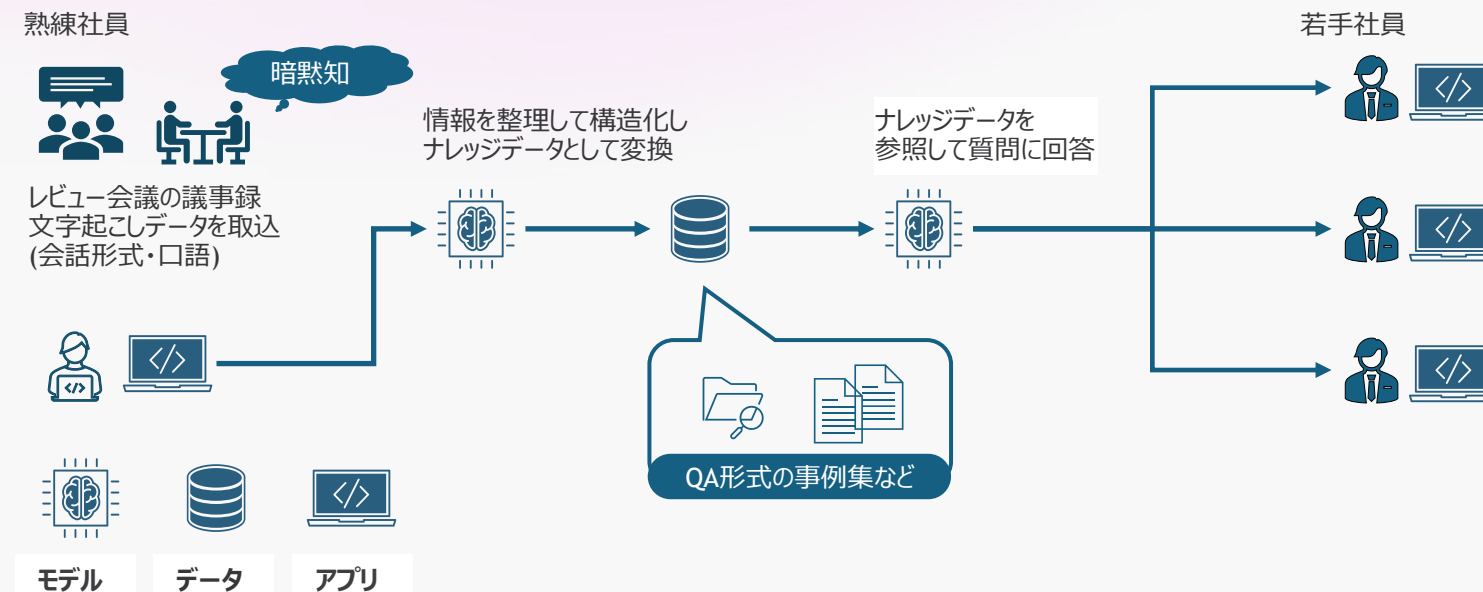 熟練社員
暗黙知
レビュー会議の議事録
文字起こしデータを取込
(会話形式・口語)
情報を整理して構造化し
ナレッジデータとして変換
ナレッジデータを
参照して質問に回答
若手社員
</>
</>
</>
</>
</>
QA形式の事例集など
</>
モデル
データ
アプリ